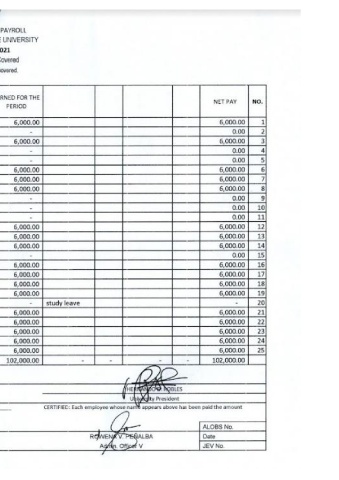 PAYROLL
UNIVERSITY
2021
Covered
covered.
RNED FOR THE PERIOD NET PAY NO.
6,000.00 6,000.00 1
- 0.00 2
6,000.00 6,000.00 3
- 0.00 4
- 0.00 5
6,000.00 6,000.00 6
6,000.00 6,000.00 7
6,000.00 6,000.00 8
- 0.00 9
- 0.00 10
- 0.00 11
6,000.00 6,000.00 12
6,000.00 6,000.00 13
6,000.00 6,000.00 14
- 0.00 15
6,000.00 6,000.00 16
6,000.00 6,000.00 17
6,000.00 6,000.00 18
6,000.00 6,000.00 19
- study leave - 20
6,000.00 6,000.00 21
6,000.00 6,000.00 22
6,000.00 6,000.00 23
6,000.00 6,000.00 24
6,000.00 6,000.00 25
102,000.00 - - - - 102,000.00
ROBLES
University President
CERTIFIED: Each employee whose name appears above has been paid the amount
ROWENA V. PEÑALBA
Admin. Officer V
ALOBS No.
Date
JEV No.